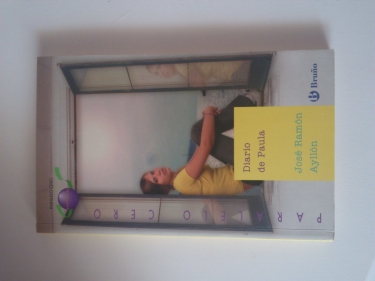 Bruño
Diario
de Paula
José Ramón
Ayllón
PARALELO CERO